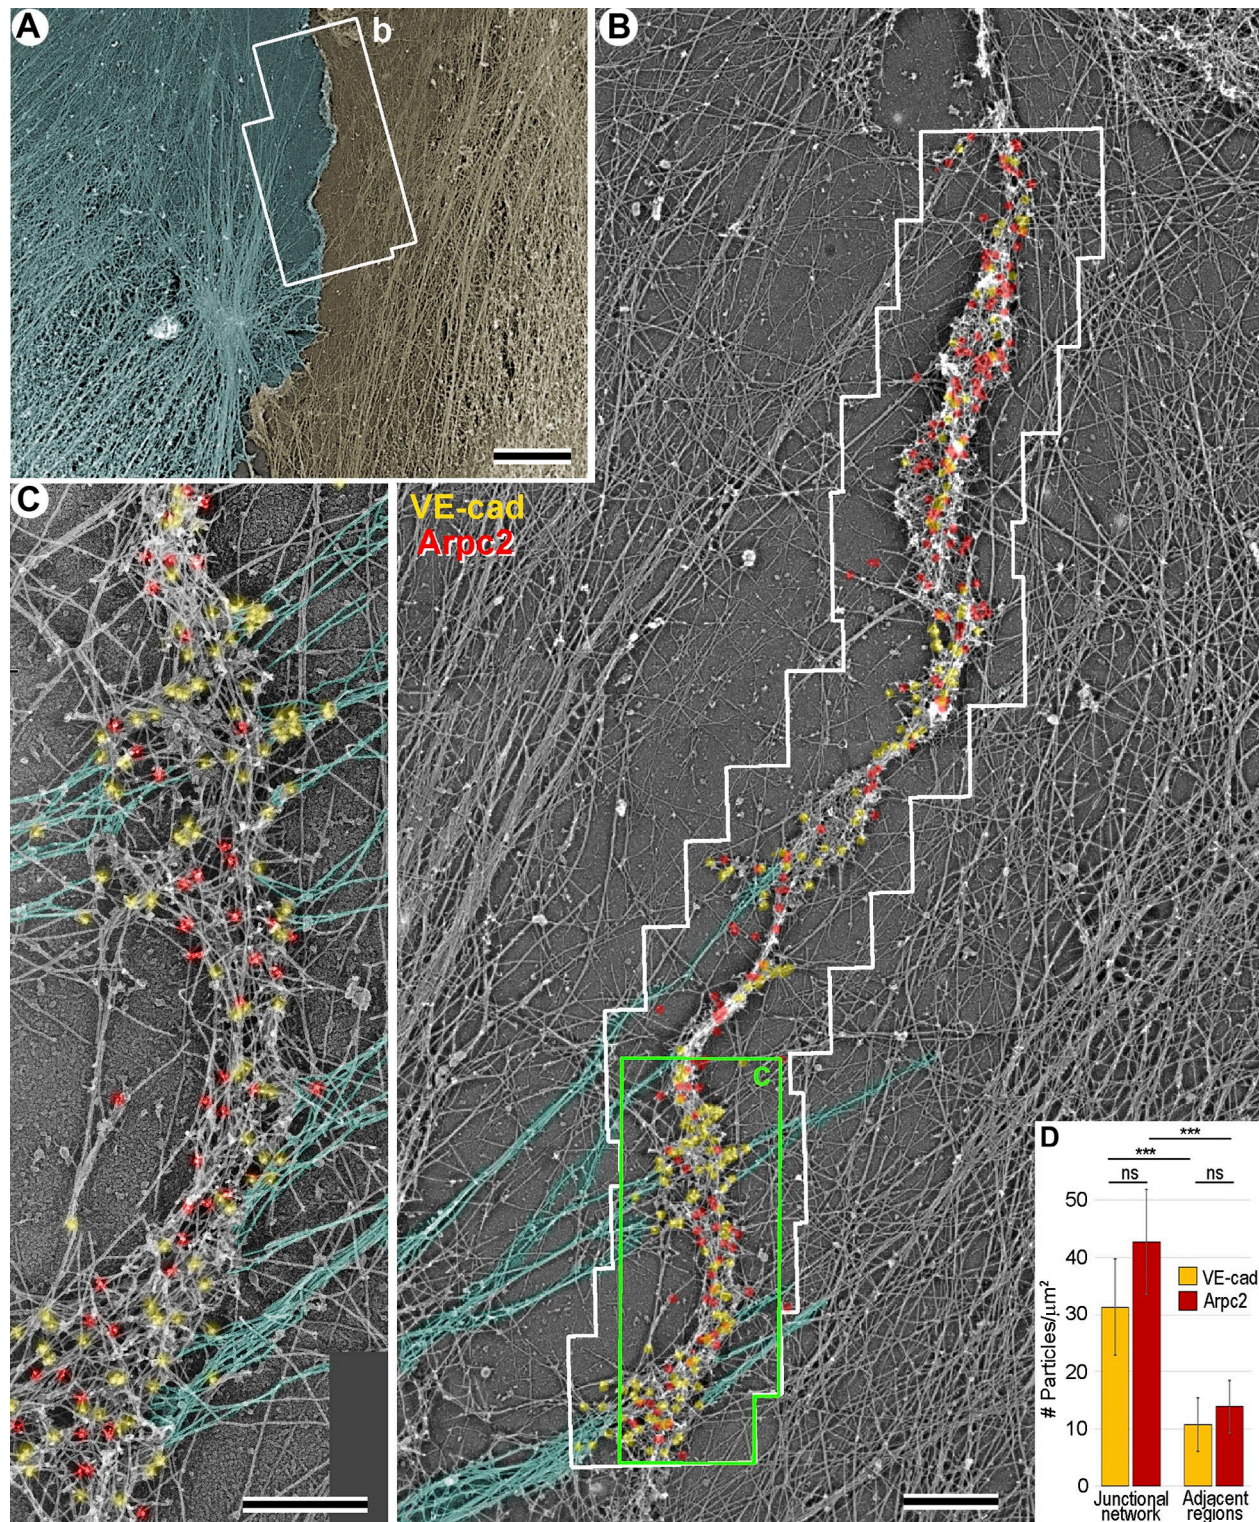 A
b
B
C
VE-cad
Arpc2
c
D
***
***
ns
ns
50
40
30
20
10
0
# Particles/μm²
VE-cad
Arpc2
Junctional
network
Adjacent
regions